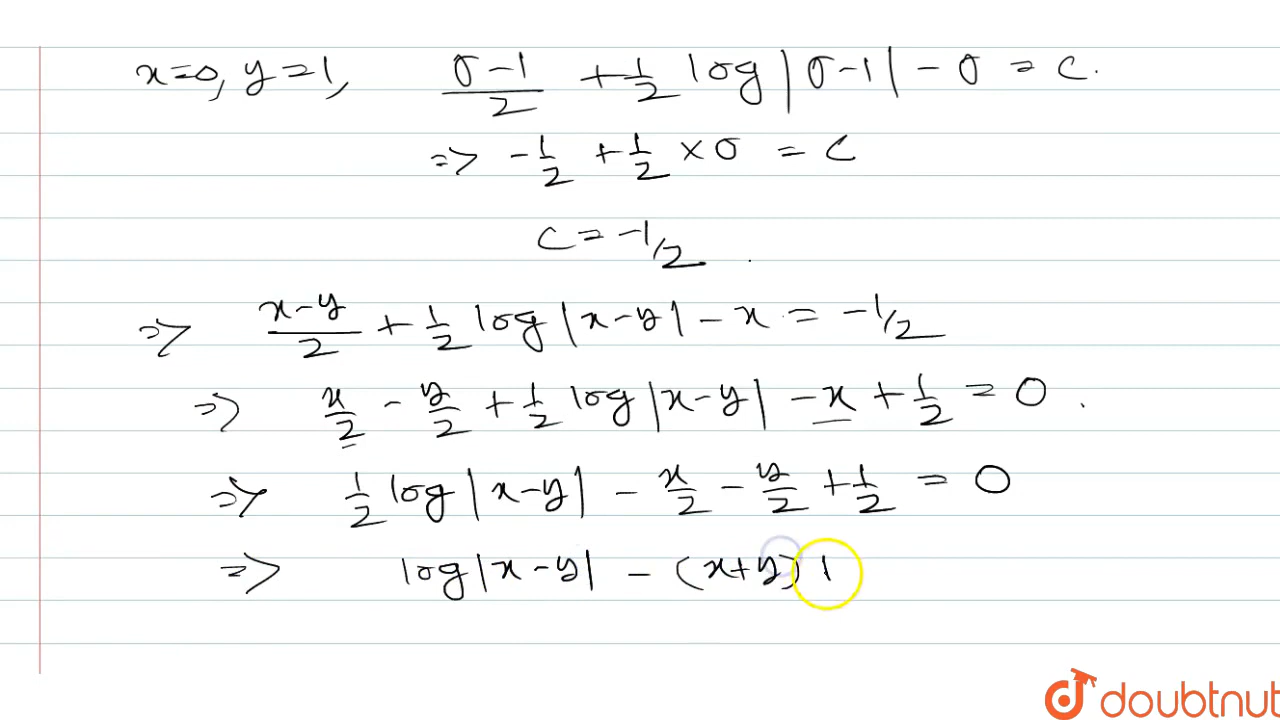 x=0, y=1, (0-1)/2 + 1/2 log|0-1| - 0 = c.
=> -1/2 + 1/2 × 0 = c
c = -1/2 .
=> (x-y)/2 + 1/2 log|x-y| - x = -1/2
=> x/2 - y/2 + 1/2 log|x-y| - x + 1/2 = 0 .
=> 1/2 log|x-y| - x/2 - y/2 + 1/2 = 0
=> log|x-y| - (x+y) 1
doubtnut